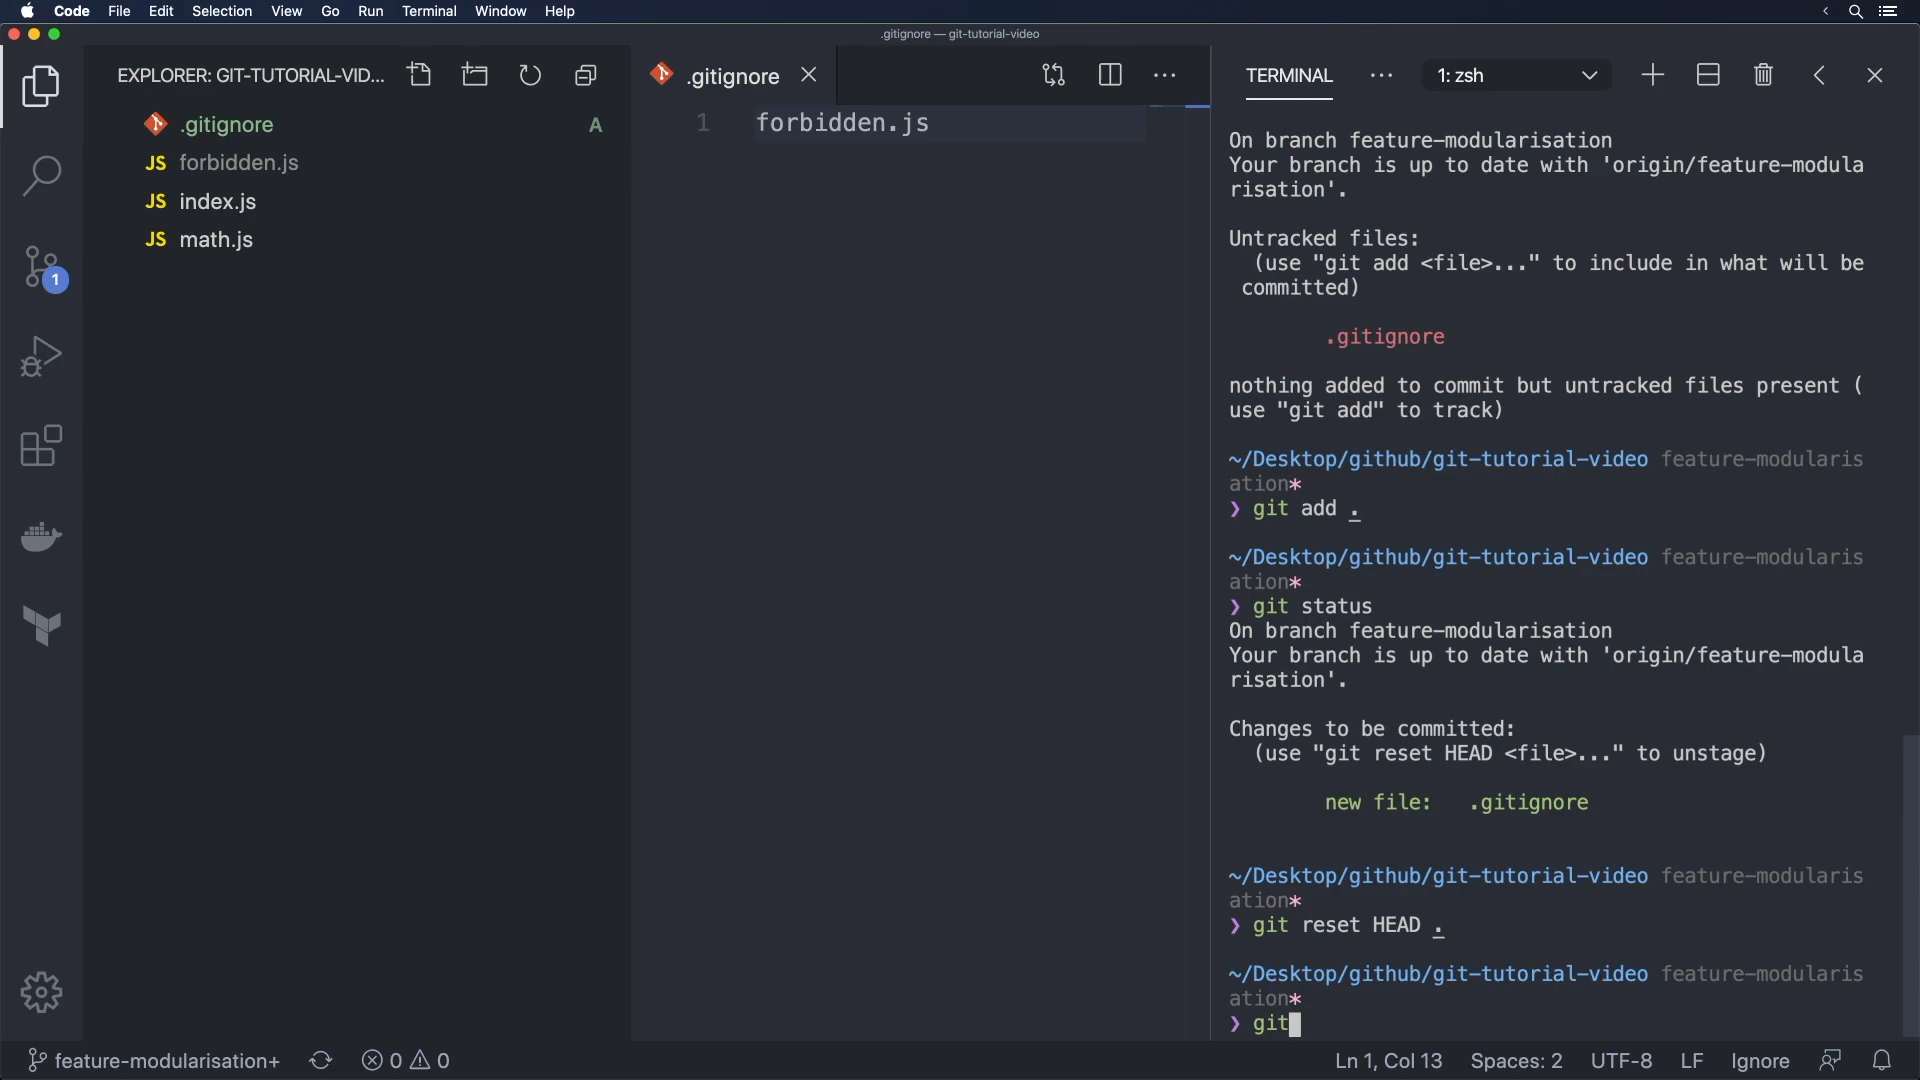 Code File Edit Selection View Go Run Terminal Window Help
.gitignore — git-tutorial-video
EXPLORER: GIT-TUTORIAL-VID...
.gitignore A
JS forbidden.js
JS index.js
JS math.js
1
.gitignore
1 forbidden.js
TERMINAL 1: zsh
On branch feature-modularisation
Your branch is up to date with 'origin/feature-modula
risation'.
Untracked files:
(use "git add <file>..." to include in what will be
committed)
.gitignore
nothing added to commit but untracked files present (
use "git add" to track)
~/Desktop/github/git-tutorial-video feature-modularis
ation*
❯ git add .
~/Desktop/github/git-tutorial-video feature-modularis
ation*
❯ git status
On branch feature-modularisation
Your branch is up to date with 'origin/feature-modula
risation'.
Changes to be committed:
(use "git reset HEAD <file>..." to unstage)
new file: .gitignore
~/Desktop/github/git-tutorial-video feature-modularis
ation*
❯ git reset HEAD .
~/Desktop/github/git-tutorial-video feature-modularis
ation*
❯ git
feature-modularisation+ 0 0 Ln 1, Col 13 Spaces: 2 UTF-8 LF Ignore